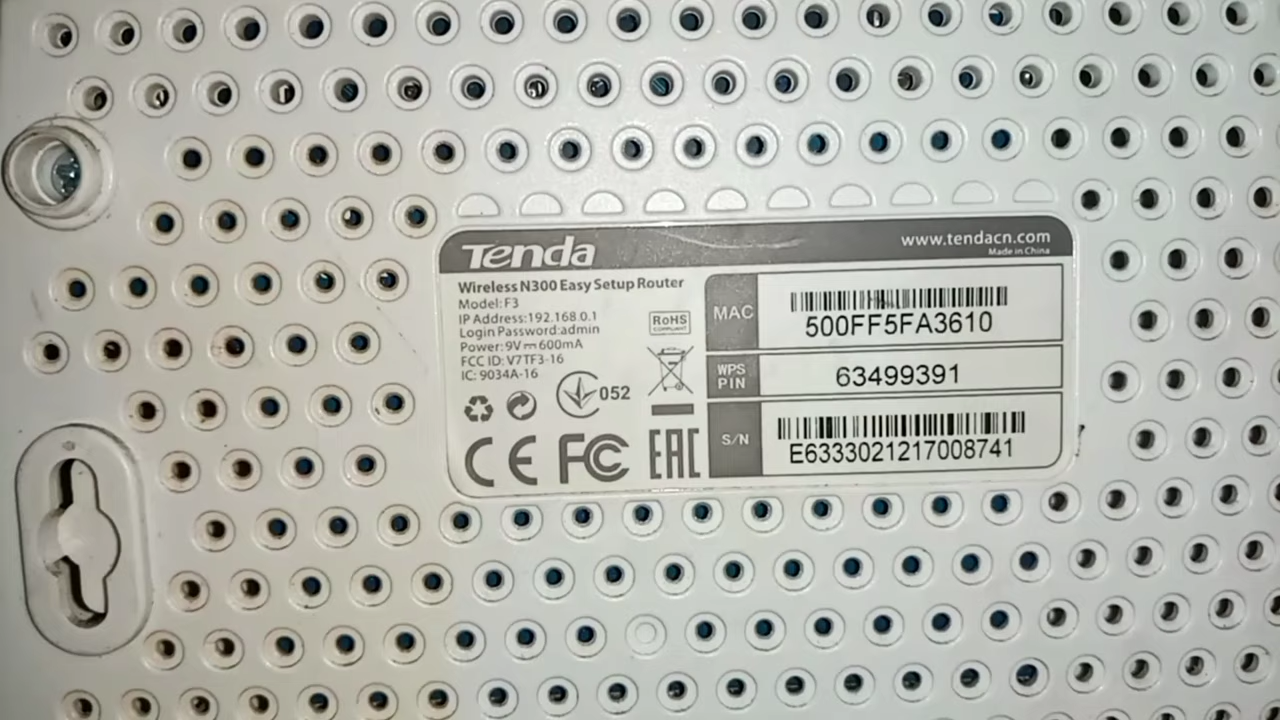 Tenda
www.tendacn.com
Made in China
Wireless N300 Easy Setup Router
Model: F3
IP Address:192.168.0.1
Login Password:admin
Power: 9V⎓600mA
FCC ID: V7TF3-16
IC: 9034A-16
RoHS
COMPLIANT
052
CE FC EAC
MAC
500FF5FA3610
WPS
PIN
63499391
S/N
E6333021217008741